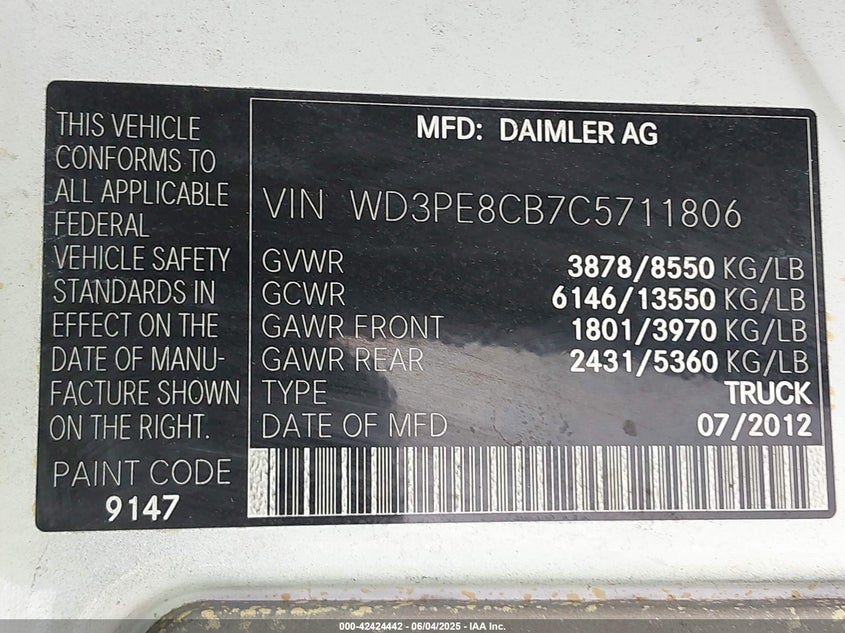 THIS VEHICLE
CONFORMS TO
ALL APPLICABLE
FEDERAL
VEHICLE SAFETY
STANDARDS IN
EFFECT ON THE
DATE OF MANU-
FACTURE SHOWN
ON THE RIGHT.
PAINT CODE
9147
MFD: DAIMLER AG
VIN WD3PE8CB7C5711806
GVWR 3878/8550 KG/LB
GCWR 6146/13550 KG/LB
GAWR FRONT 1801/3970 KG/LB
GAWR REAR 2431/5360 KG/LB
TYPE TRUCK
DATE OF MFD 07/2012
000-42424442 - 06/04/2025 - IAA Inc.